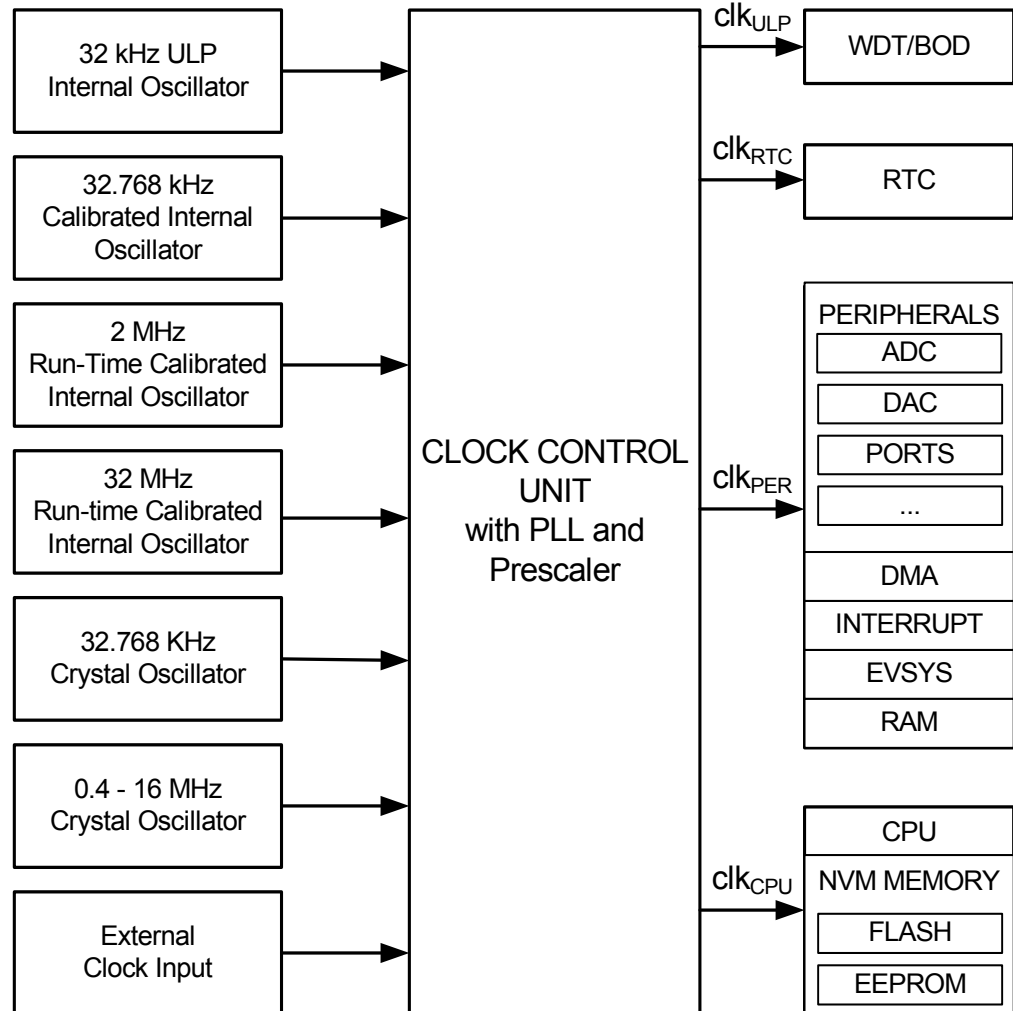 32 kHz ULP
Internal Oscillator
32.768 kHz
Calibrated Internal
Oscillator
2 MHz
Run-Time Calibrated
Internal Oscillator
32 MHz
Run-time Calibrated
Internal Oscillator
32.768 KHz
Crystal Oscillator
0.4 - 16 MHz
Crystal Oscillator
External
Clock Input
CLOCK CONTROL
UNIT
with PLL and
Prescaler
clkULP
WDT/BOD
clkRTC
RTC
clkPER
PERIPHERALS
ADC
DAC
PORTS
...
DMA
INTERRUPT
EVSYS
RAM
clkCPU
CPU
NVM MEMORY
FLASH
EEPROM